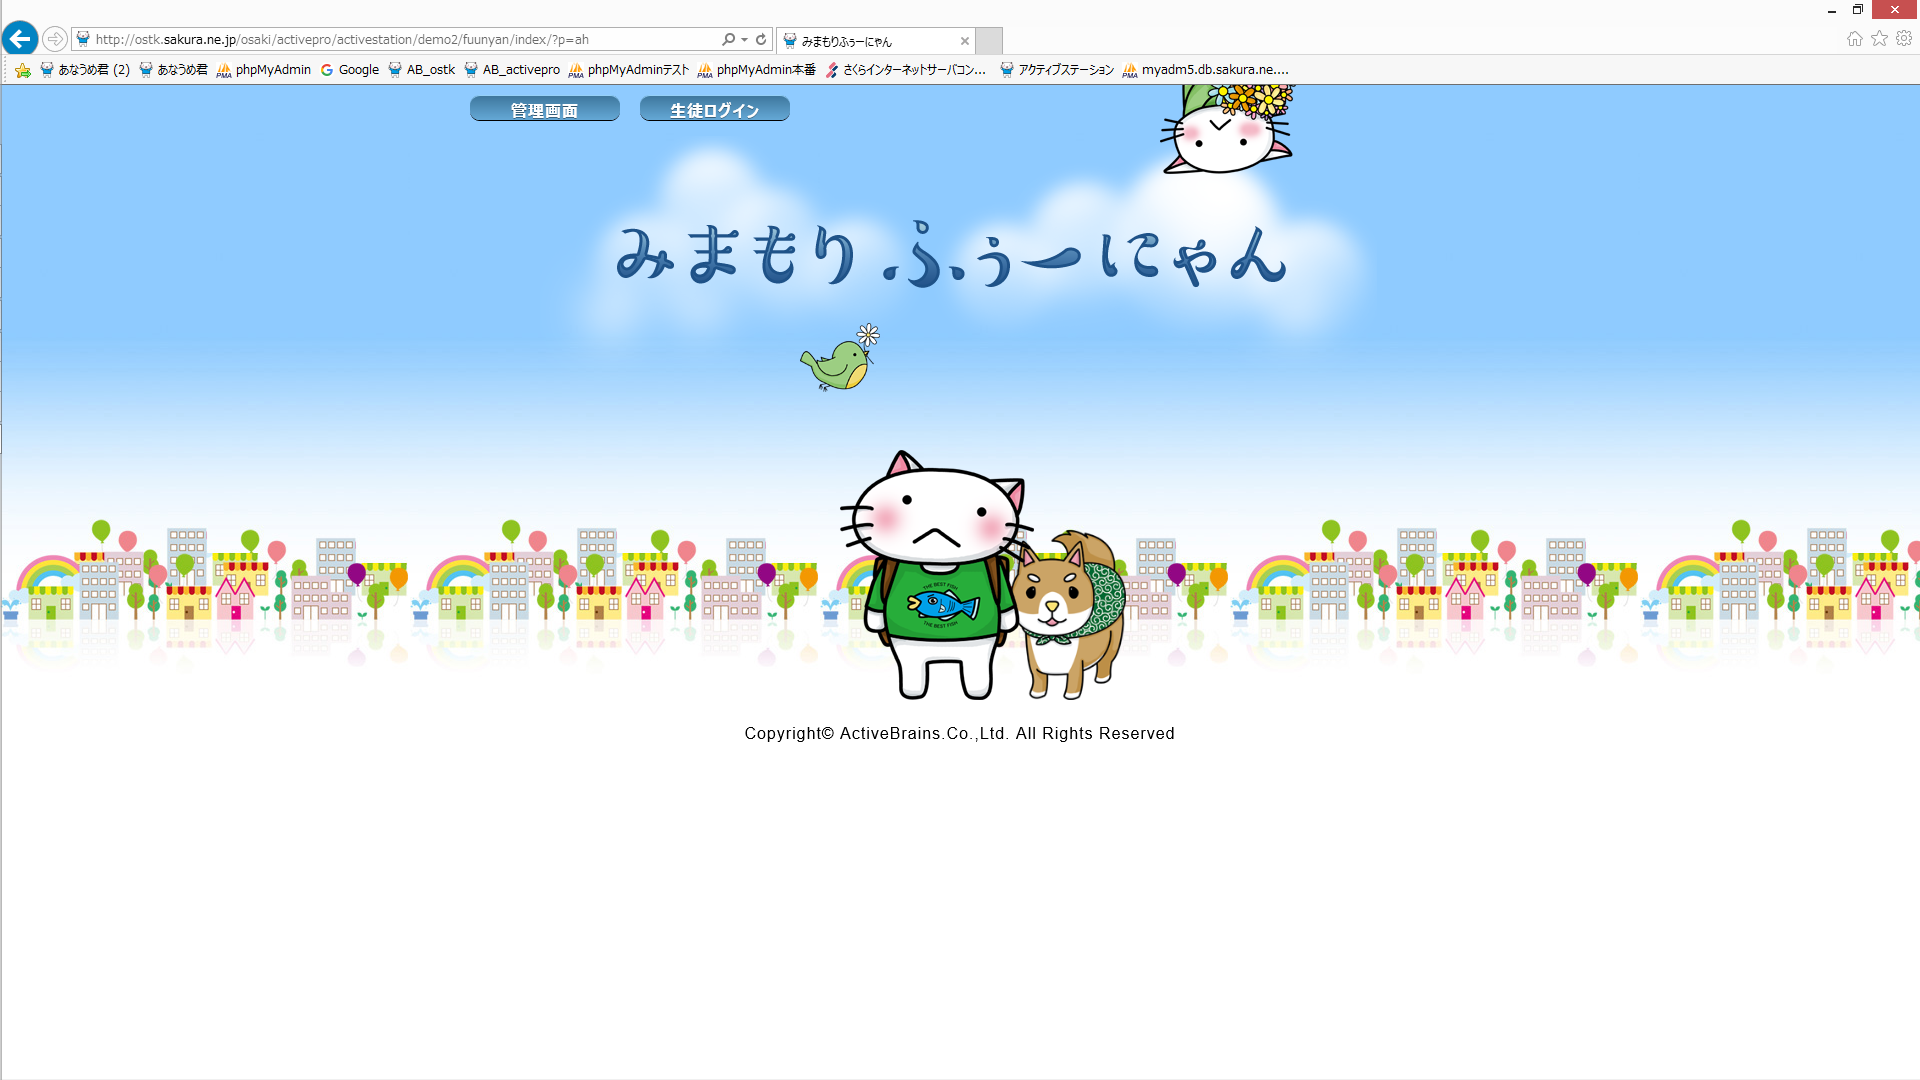 http://ostk.sakura.ne.jp/osaki/activepro/activestation/demo2/fuunyan/index/?p=ah
みまもりふぅーにゃん
あなうめ君 (2) あなうめ君 phpMyAdmin Google AB_ostk AB_activepro phpMyAdminテスト phpMyAdmin本番 さくらインターネットサーバコン... アクティブステーション myadm5.db.sakura.ne....
管理画面 生徒ログイン
みまもり ふぅーにゃん
THE BEST FISH
THE BEST FISH
Copyright© ActiveBrains.Co.,Ltd. All Rights Reserved